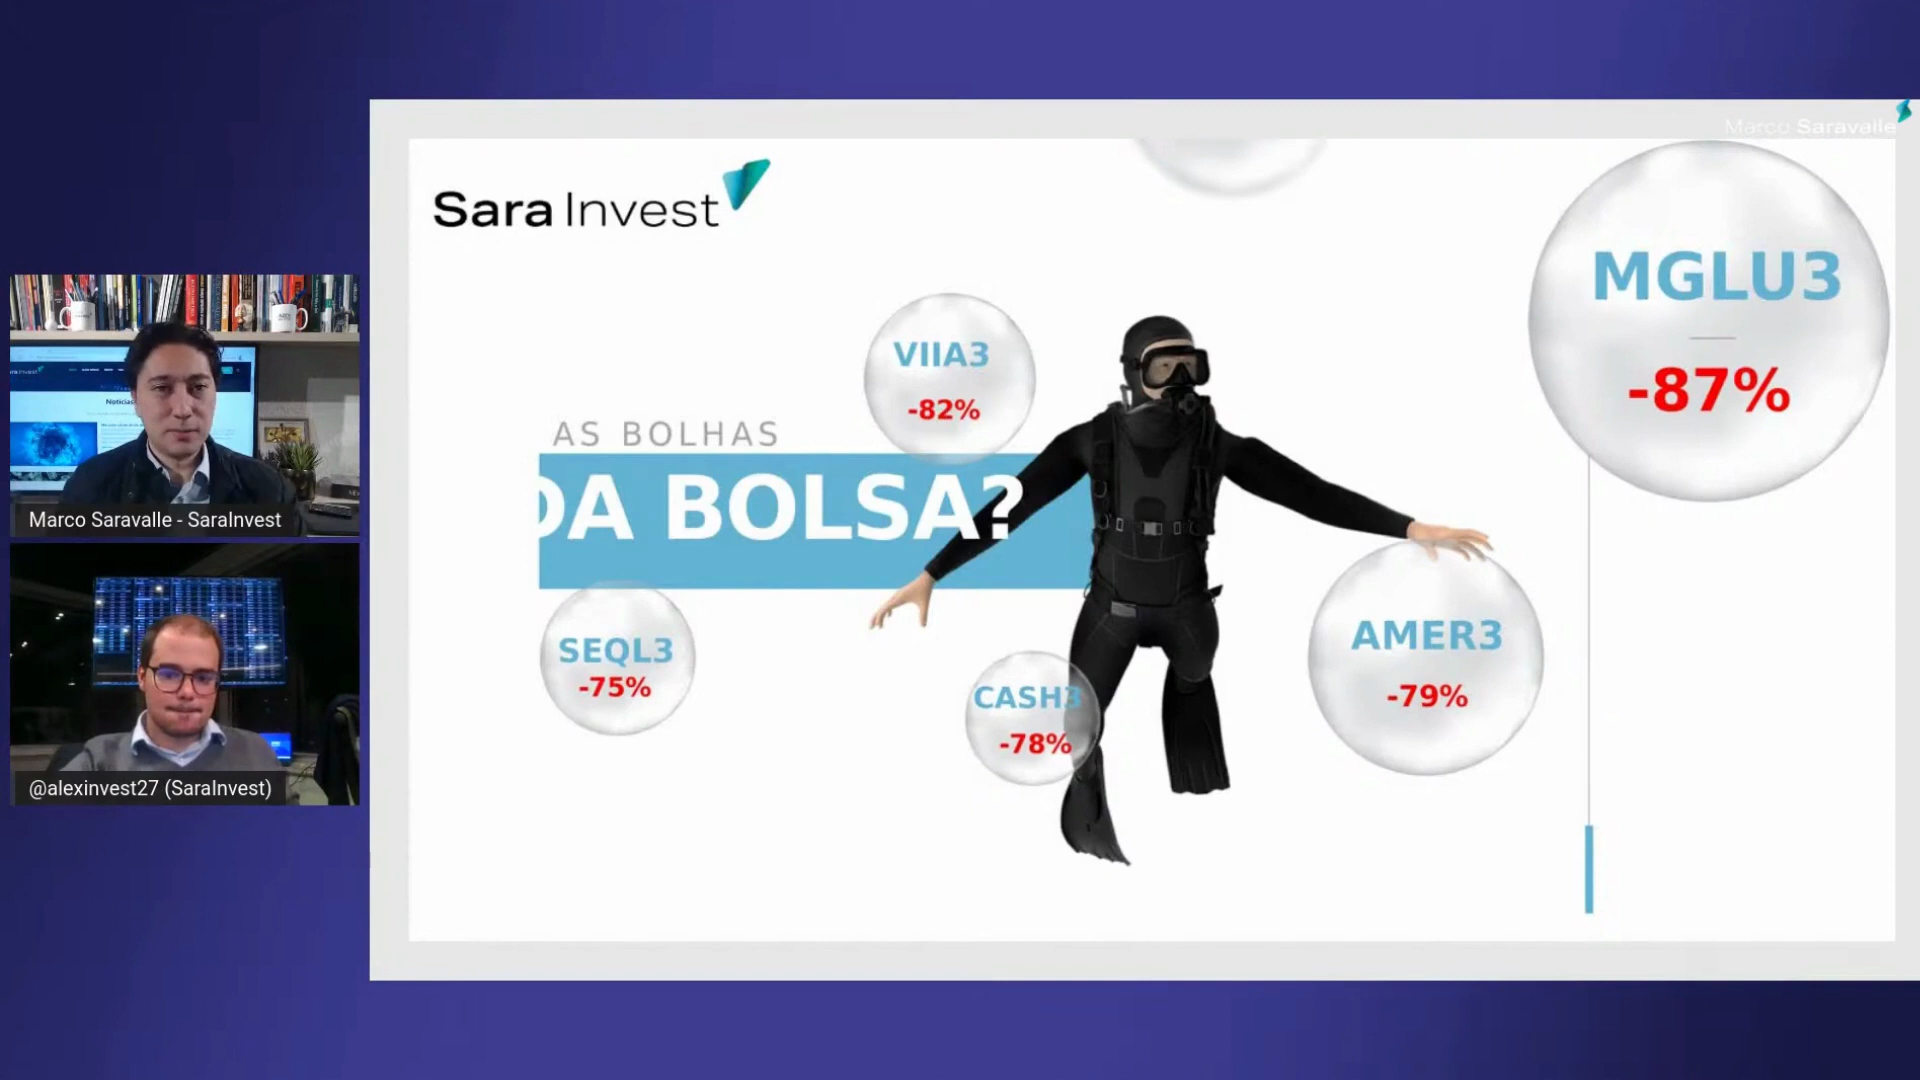 Marco Saravalle
Sara Invest
MGLU3
-87%
VIIA3
-82%
AS BOLHAS
DA BOLSA?
SEQL3
-75%
CASH3
-78%
AMER3
-79%
Marco Saravalle - SaraInvest
@alexinvest27 (SaraInvest)